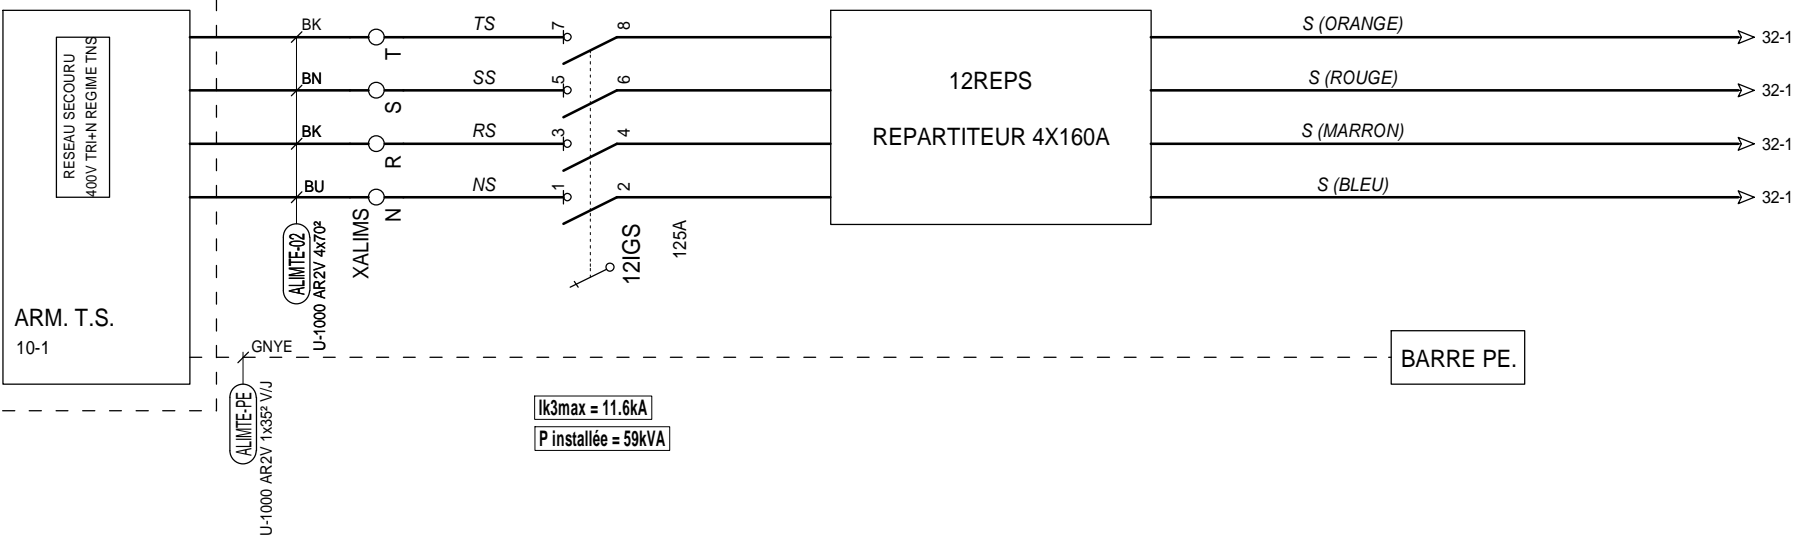 RESEAU SECOURU
400V TRI+N REGIME TNS
ARM. T.S.
10-1
BK
BN
BK
BU
T
S
R
N
XALIMS
ALIMTE-02
U-1000 AR2V 4x70²
TS
SS
RS
NS
7
8
5
6
3
4
1
2
12IGS
125A
12REPS
REPARTITEUR 4X160A
S (ORANGE)
32-1
S (ROUGE)
32-1
S (MARRON)
32-1
S (BLEU)
32-1
GNYE
ALIMTE-PE
U-1000 AR2V 1x35² V/J
BARRE PE.
Ik3max = 11.6kA
P installée = 59kVA